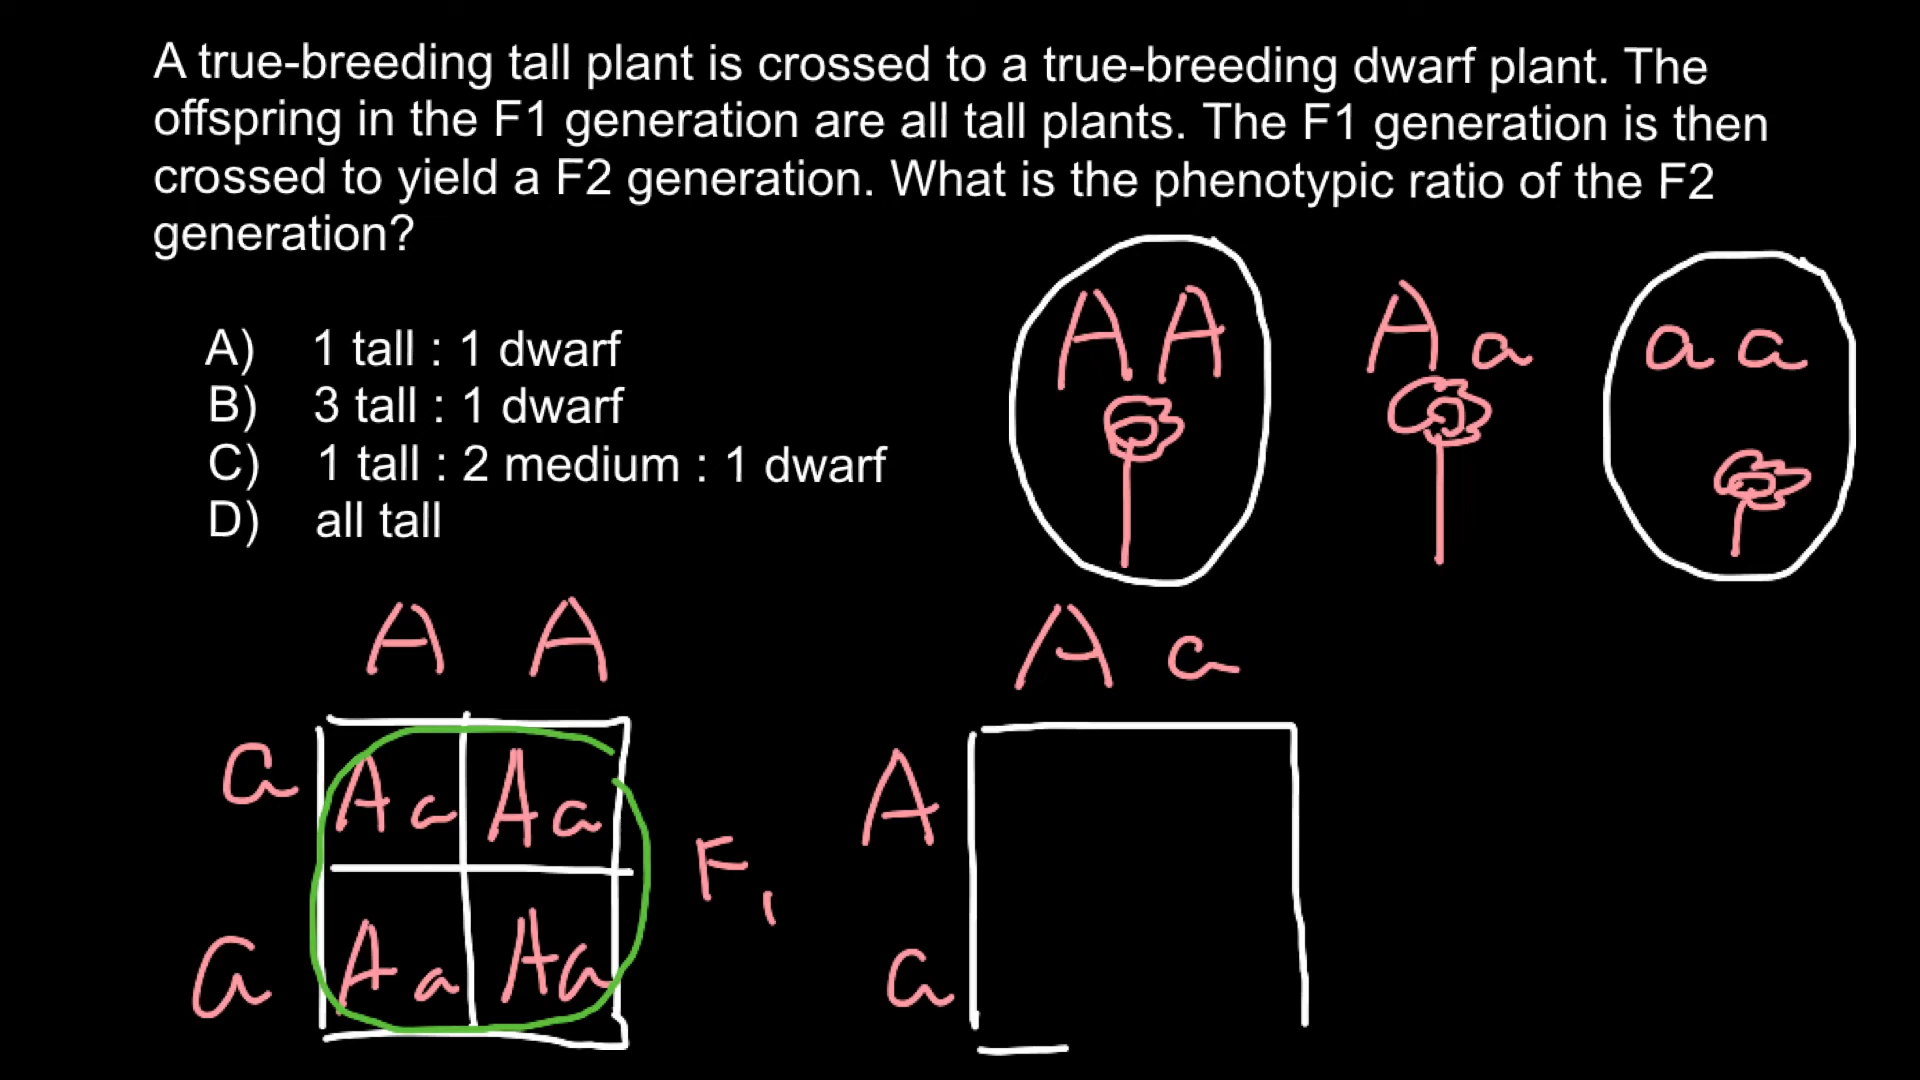 A true-breeding tall plant is crossed to a true-breeding dwarf plant. The
offspring in the F1 generation are all tall plants. The F1 generation is then
crossed to yield a F2 generation. What is the phenotypic ratio of the F2
generation?
A) 1 tall : 1 dwarf
B) 3 tall : 1 dwarf
C) 1 tall : 2 medium : 1 dwarf
D) all tall
A A A a a a
A A
a Aa Aa
a Aa Aa
F1
A a
A
a